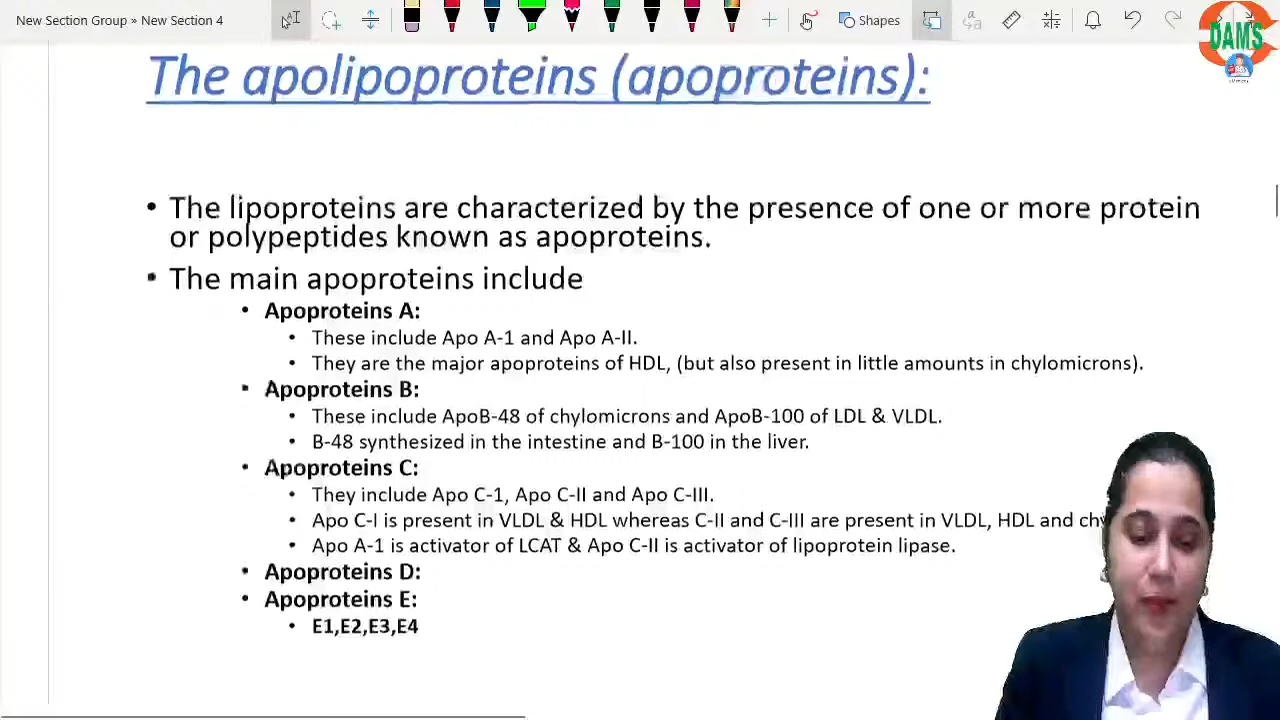 New Section Group » New Section 4
Shapes
DAMS
The apolipoproteins (apoproteins):
• The lipoproteins are characterized by the presence of one or more protein
or polypeptides known as apoproteins.
• The main apoproteins include
• Apoproteins A:
• These include Apo A-1 and Apo A-II.
• They are the major apoproteins of HDL, (but also present in little amounts in chylomicrons).
• Apoproteins B:
• These include ApoB-48 of chylomicrons and ApoB-100 of LDL & VLDL.
• B-48 synthesized in the intestine and B-100 in the liver.
• Apoproteins C:
• They include Apo C-1, Apo C-II and Apo C-III.
• Apo C-I is present in VLDL & HDL whereas C-II and C-III are present in VLDL, HDL and
• Apo A-1 is activator of LCAT & Apo C-II is activator of lipoprotein lipase.
• Apoproteins D:
• Apoproteins E:
• E1,E2,E3,E4